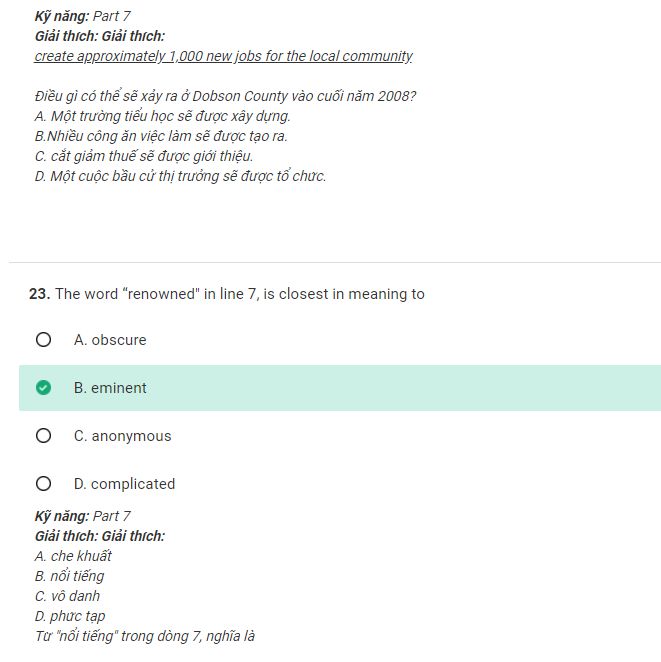 Kỹ năng: Part 7
Giải thích: Giải thích:
create approximately 1,000 new jobs for the local community
Điều gì có thể sẽ xảy ra ở Dobson County vào cuối năm 2008?
A. Một trường tiểu học sẽ được xây dựng.
B.Nhiều công ăn việc làm sẽ được tạo ra.
C. cắt giảm thuế sẽ được giới thiệu.
D. Một cuộc bầu cử thị trưởng sẽ được tổ chức.
23. The word “renowned" in line 7, is closest in meaning to
A. obscure
B. eminent
C. anonymous
D. complicated
Kỹ năng: Part 7
Giải thích: Giải thích:
A. che khuất
B. nổi tiếng
C. vô danh
D. phức tạp
Từ "nổi tiếng" trong dòng 7, nghĩa là